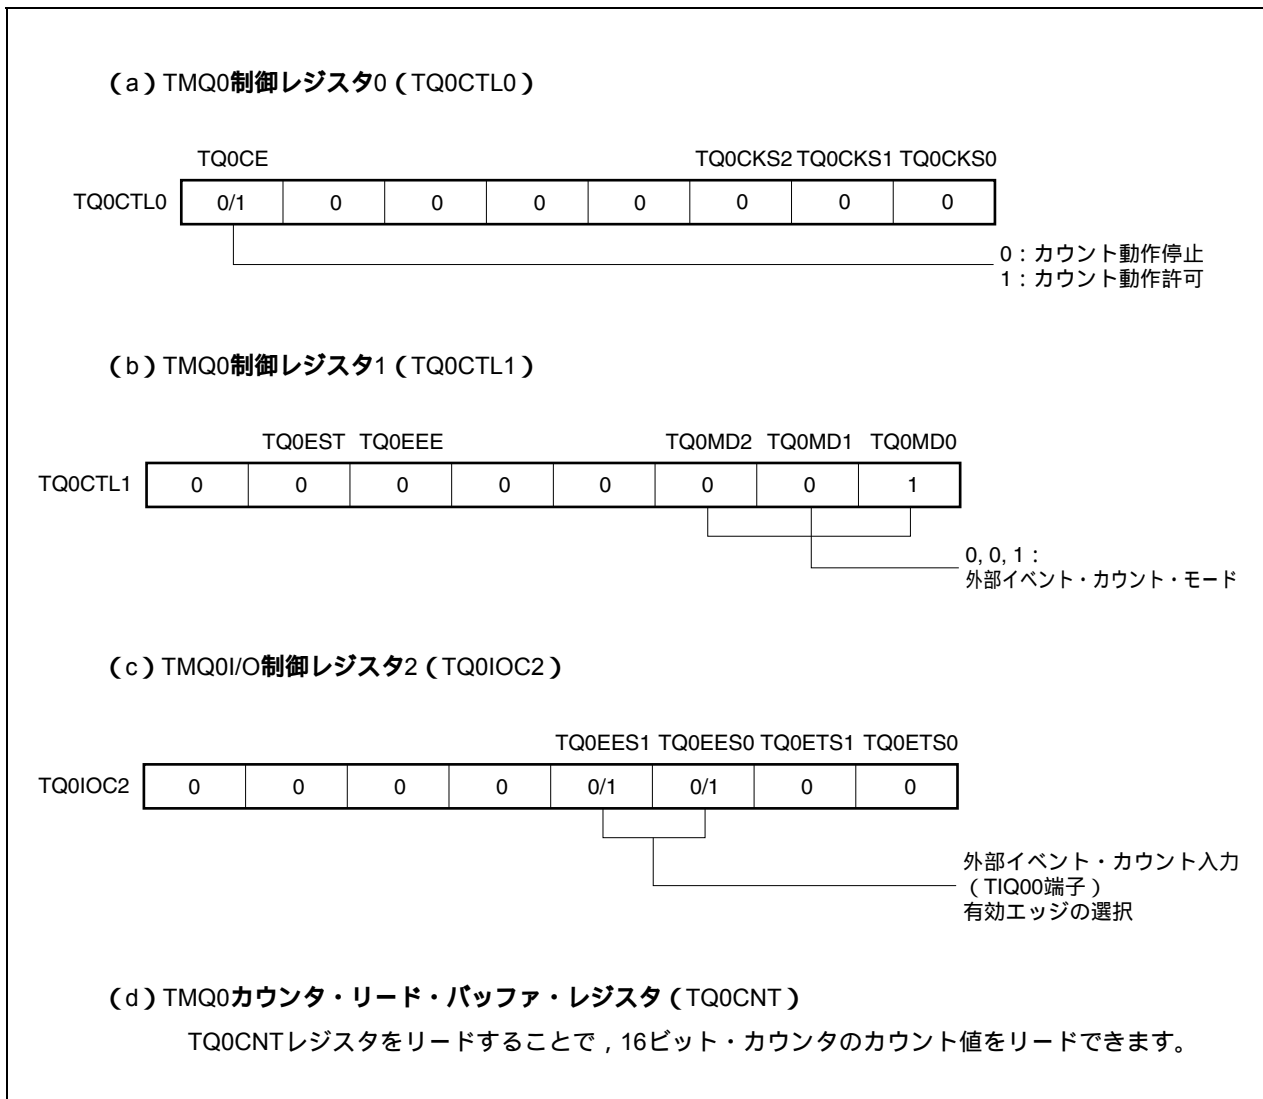 （a）TMQ0制御レジスタ0（TQ0CTL0）
TQ0CE TQ0CKS2 TQ0CKS1 TQ0CKS0
TQ0CTL0 0/1 0 0 0 0 0 0 0
0：カウント動作停止
1：カウント動作許可
（b）TMQ0制御レジスタ1（TQ0CTL1）
TQ0EST TQ0EEE TQ0MD2 TQ0MD1 TQ0MD0
TQ0CTL1 0 0 0 0 0 0 0 1
0, 0, 1：
外部イベント・カウント・モード
（c）TMQ0I/O制御レジスタ2（TQ0IOC2）
TQ0EES1 TQ0EES0 TQ0ETS1 TQ0ETS0
TQ0IOC2 0 0 0 0 0/1 0/1 0 0
外部イベント・カウント入力
（TIQ00端子）
有効エッジの選択
（d）TMQ0カウンタ・リード・バッファ・レジスタ（TQ0CNT）
TQ0CNTレジスタをリードすることで，16ビット・カウンタのカウント値をリードできます。